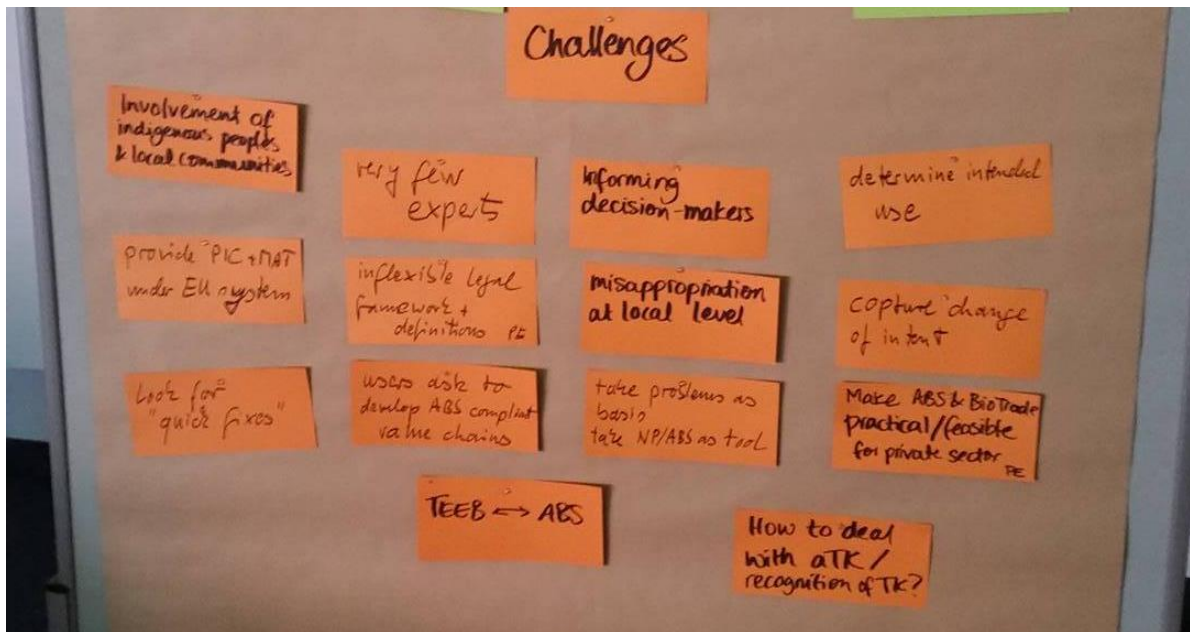 Challenges
Involvement of
indigenous peoples
& local communities
very few
experts
Informing
decision-makers
determine intended
use
provide PIC + MAT
under EU system
inflexible legal
framework +
definitions PE
misappropriation
at local level
capture change
of intent
Look for
"quick fixes"
users ask to
develop ABS compliant
value chains
take problems as
basis,
take NP/ABS as tool
Make ABS & BioTrade
practical/feasible
for private sector
PE
TEEB ↔ ABS
How to deal
with aTK /
recognition of TK?